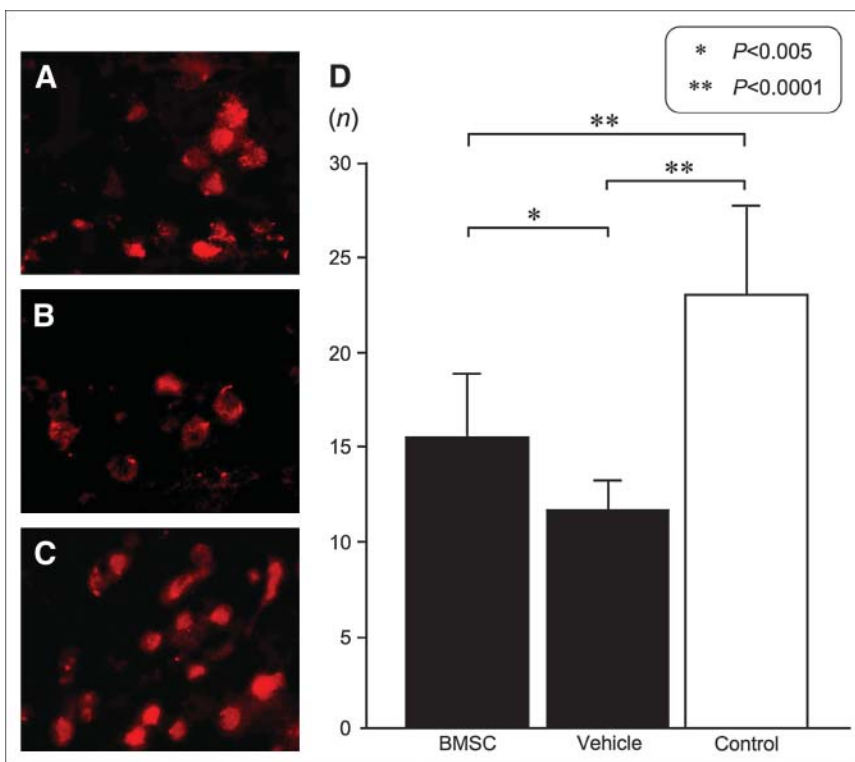 A
B
C
D
* P<0.005
** P<0.0001
(n)
**
**
*
30
25
20
15
10
5
0
BMSC Vehicle Control